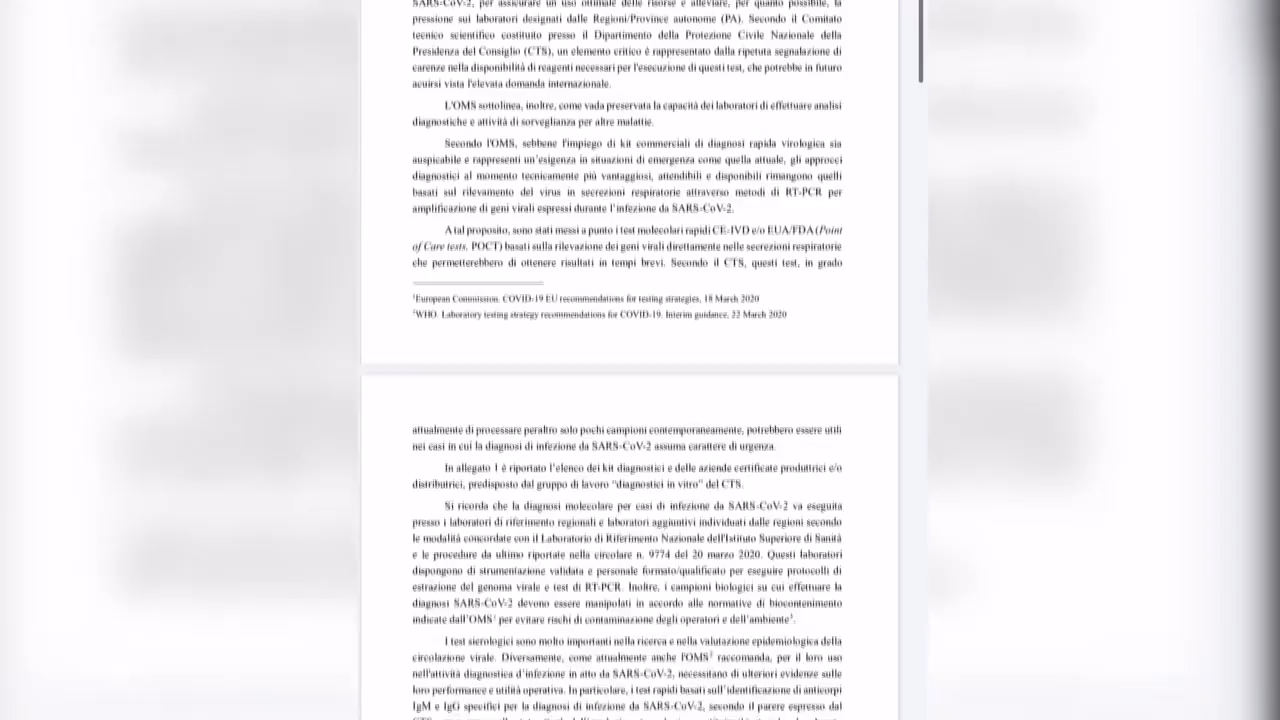 SARS-CoV-2, per assicurare un uso ottimale delle risorse e alleviare, per quanto possibile, la
pressione sui laboratori designati dalle Regioni/Province autonome (PA). Secondo il Comitato
tecnico scientifico costituito presso il Dipartimento della Protezione Civile Nazionale della
Presidenza del Consiglio (CTS), un elemento critico è rappresentato dalla ripetuta segnalazione di
carenze nella disponibilità di reagenti necessari per l'esecuzione di questi test, che potrebbe in futuro
acuirsi vista l'elevata domanda internazionale.
L'OMS sottolinea, inoltre, come vada preservata la capacità dei laboratori di effettuare analisi
diagnostiche e attività di sorveglianza per altre malattie.
Secondo l'OMS, sebbene l'impiego di kit commerciali di diagnosi rapida virologica sia
auspicabile e rappresenti un'esigenza in situazioni di emergenza come quella attuale, gli approcci
diagnostici al momento tecnicamente più vantaggiosi, attendibili e disponibili rimangono quelli
basati sul rilevamento del virus in secrezioni respiratorie attraverso metodi di RT-PCR per
amplificazione di geni virali espressi durante l'infezione da SARS-CoV-2.
A tal proposito, sono stati messi a punto i test molecolari rapidi CE-IVD e/o EUA/FDA (Point
of Care tests, POCT) basati sulla rilevazione dei geni virali direttamente nelle secrezioni respiratorie
che permetterebbero di ottenere risultati in tempi brevi. Secondo il CTS, questi test, in grado
¹European Commission. COVID-19 EU recommendations for testing strategies, 18 March 2020
²WHO. Laboratory testing strategy recommendations for COVID-19. Interim guidance, 22 March 2020
attualmente di processare peraltro solo pochi campioni contemporaneamente, potrebbero essere utili
nei casi in cui la diagnosi di infezione da SARS-CoV-2 assuma carattere di urgenza.
In allegato 1 è riportato l'elenco dei kit diagnostici e delle aziende certificate produttrici e/o
distributrici, predisposto dal gruppo di lavoro "diagnostici in vitro" del CTS.
Si ricorda che la diagnosi molecolare per casi di infezione da SARS-CoV-2 va eseguita
presso i laboratori di riferimento regionali e laboratori aggiuntivi individuati dalle regioni secondo
le modalità concordate con il Laboratorio di Riferimento Nazionale dell'Istituto Superiore di Sanità
e le procedure da ultimo riportate nella circolare n. 9774 del 20 marzo 2020. Questi laboratori
dispongono di strumentazione validata e personale formato/qualificato per eseguire protocolli di
estrazione del genoma virale e test di RT-PCR. Inoltre, i campioni biologici su cui effettuare la
diagnosi SARS-CoV-2 devono essere manipolati in accordo alle normative di biocontenimento
indicate dall'OMS per evitare rischi di contaminazione degli operatori e dell'ambiente³.
I test sierologici sono molto importanti nella ricerca e nella valutazione epidemiologica della
circolazione virale. Diversamente, come attualmente anche l'OMS² raccomanda, per il loro uso
nell'attività diagnostica d'infezione in atto da SARS-CoV-2, necessitano di ulteriori evidenze sulle
loro performance e utilità operativa. In particolare, i test rapidi basati sull'identificazione di anticorpi
IgM e IgG specifici per la diagnosi di infezione da SARS-CoV-2, secondo il parere espresso dal